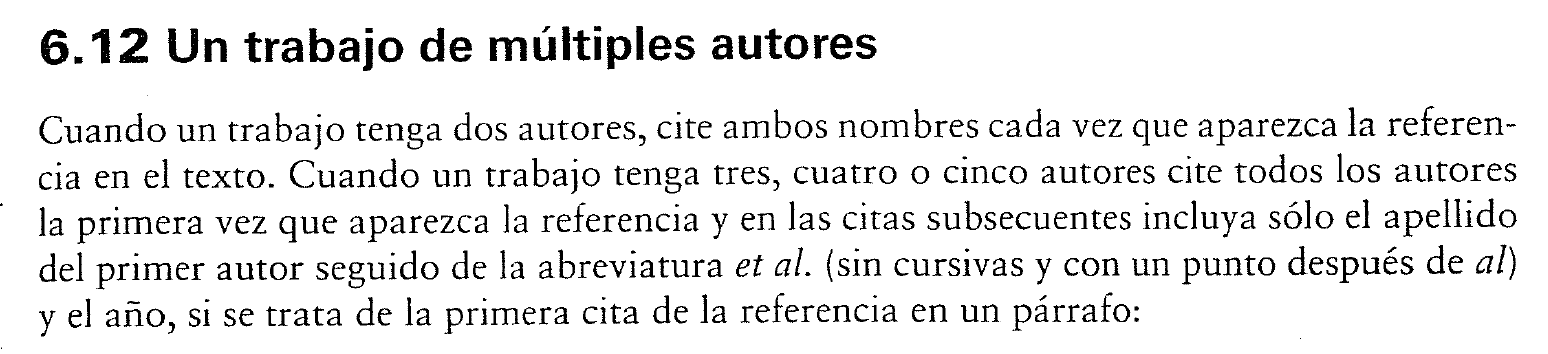 6.12 Un trabajo de múltiples autores
Cuando un trabajo tenga dos autores, cite ambos nombres cada vez que aparezca la referen-
cia en el texto. Cuando un trabajo tenga tres, cuatro o cinco autores cite todos los autores
la primera vez que aparezca la referencia y en las citas subsecuentes incluya sólo el apellido
del primer autor seguido de la abreviatura et al. (sin cursivas y con un punto después de al)
y el año, si se trata de la primera cita de la referencia en un párrafo: